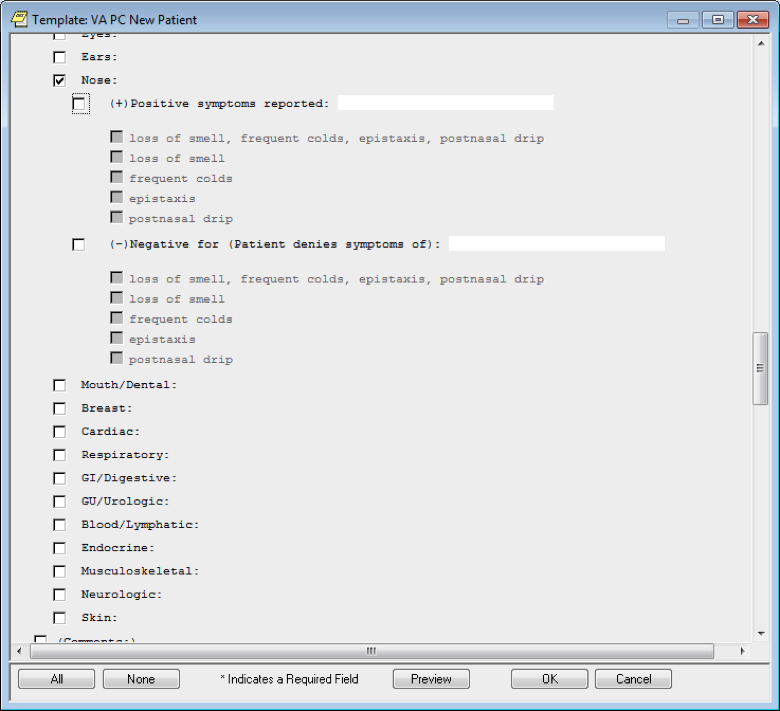 Template: VA PC New Patient
Eyes:
Ears:
Nose:
(+)Positive symptoms reported:
loss of smell, frequent colds, epistaxis, postnasal drip
loss of smell
frequent colds
epistaxis
postnasal drip
(-)Negative for (Patient denies symptoms of):
loss of smell, frequent colds, epistaxis, postnasal drip
loss of smell
frequent colds
epistaxis
postnasal drip
Mouth/Dental:
Breast:
Cardiac:
Respiratory:
GI/Digestive:
GU/Urologic:
Blood/Lymphatic:
Endocrine:
Musculoskeletal:
Neurologic:
Skin:
(Comments:)
All None * Indicates a Required Field Preview OK Cancel